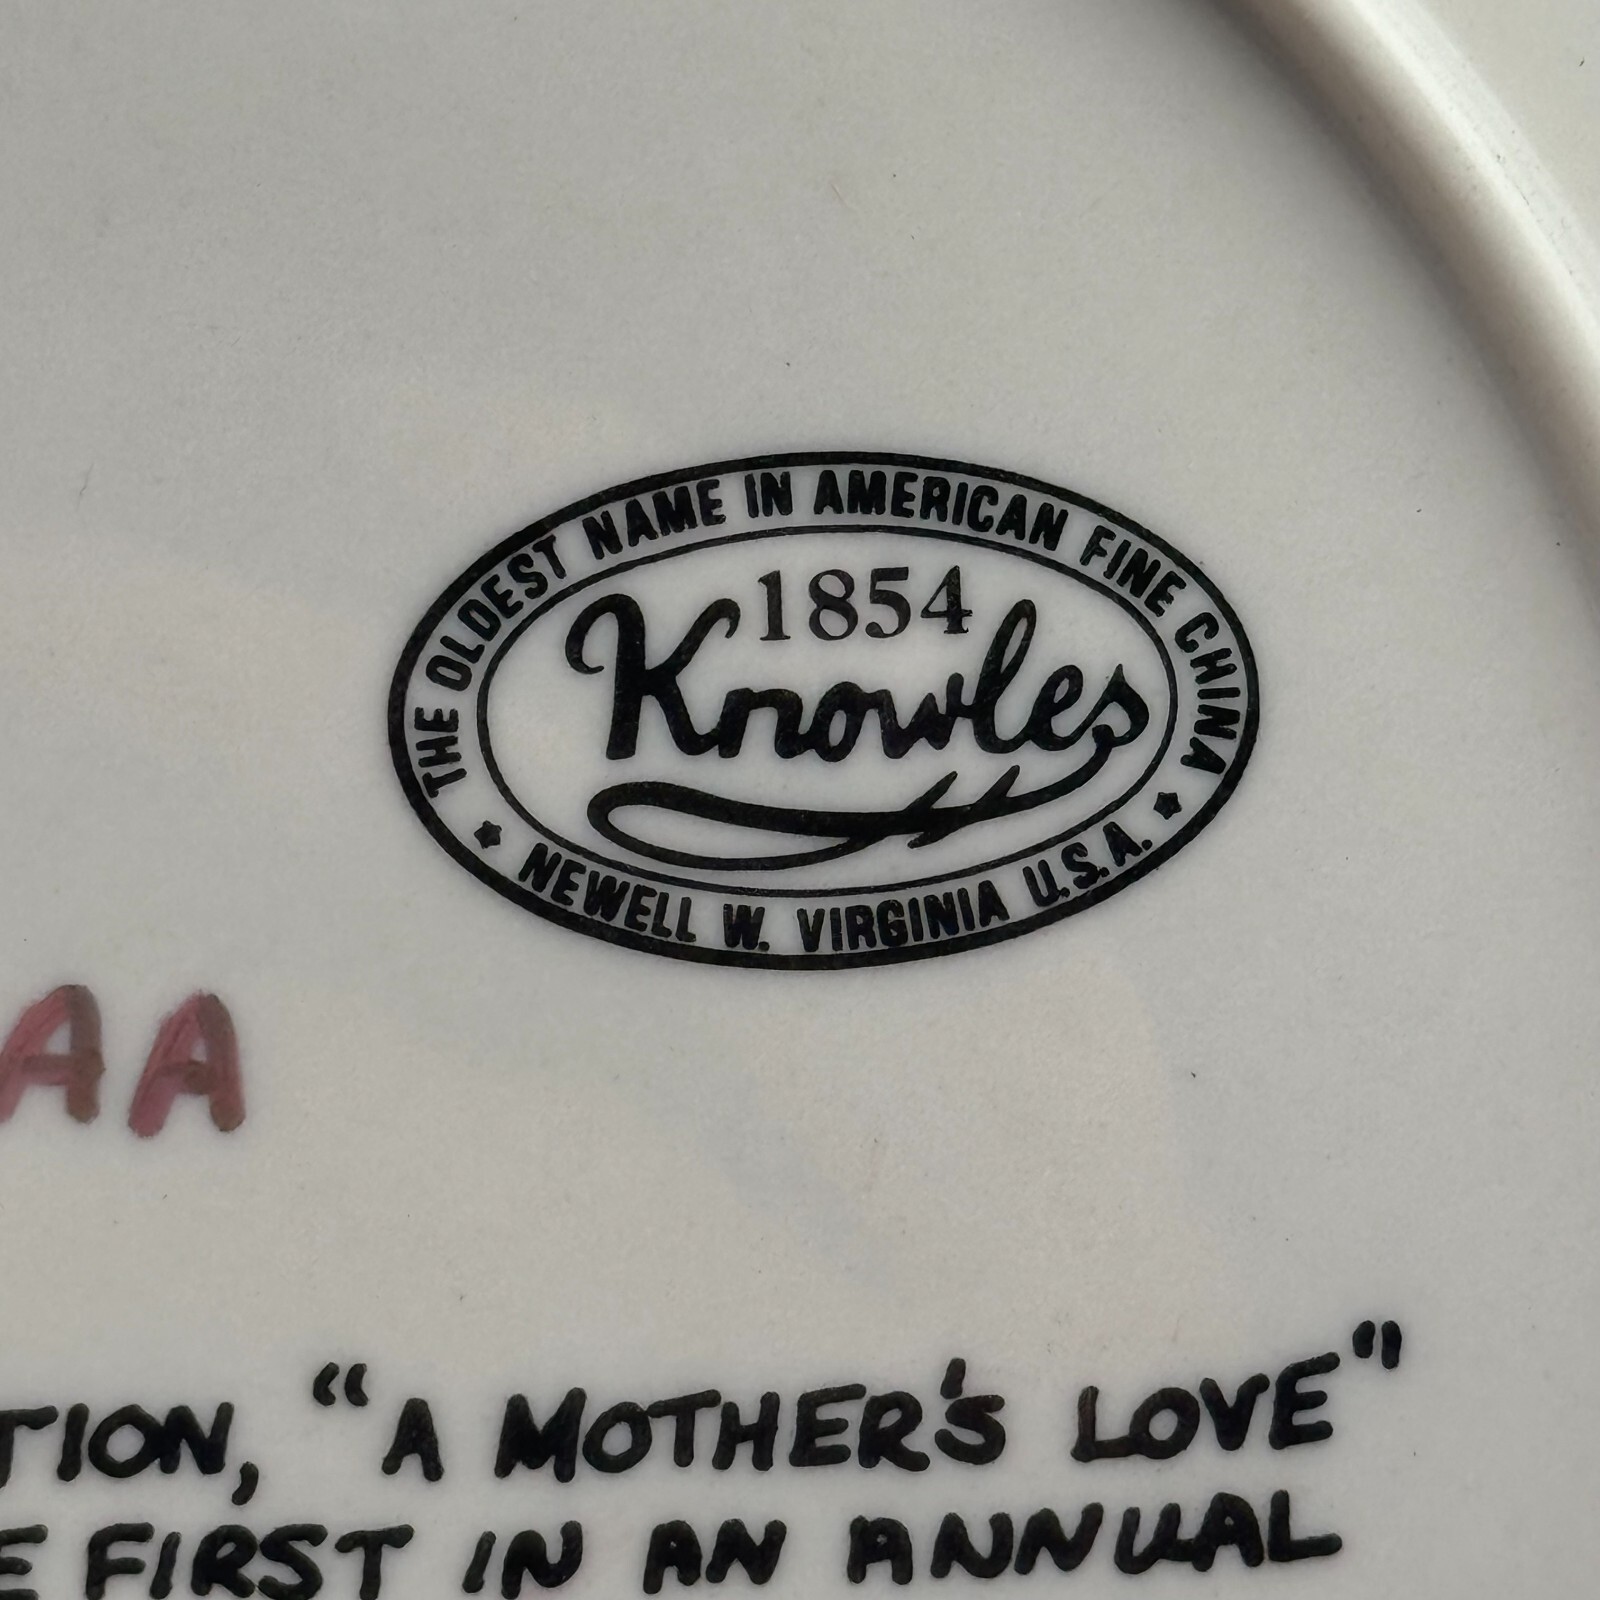 THE OLDEST NAME IN AMERICAN FINE CHINA
1854
Knowles
★ NEWELL W. VIRGINIA U.S.A. ★
AA
TION, “A MOTHER'S LOVE”
E FIRST IN AN ANNUAL